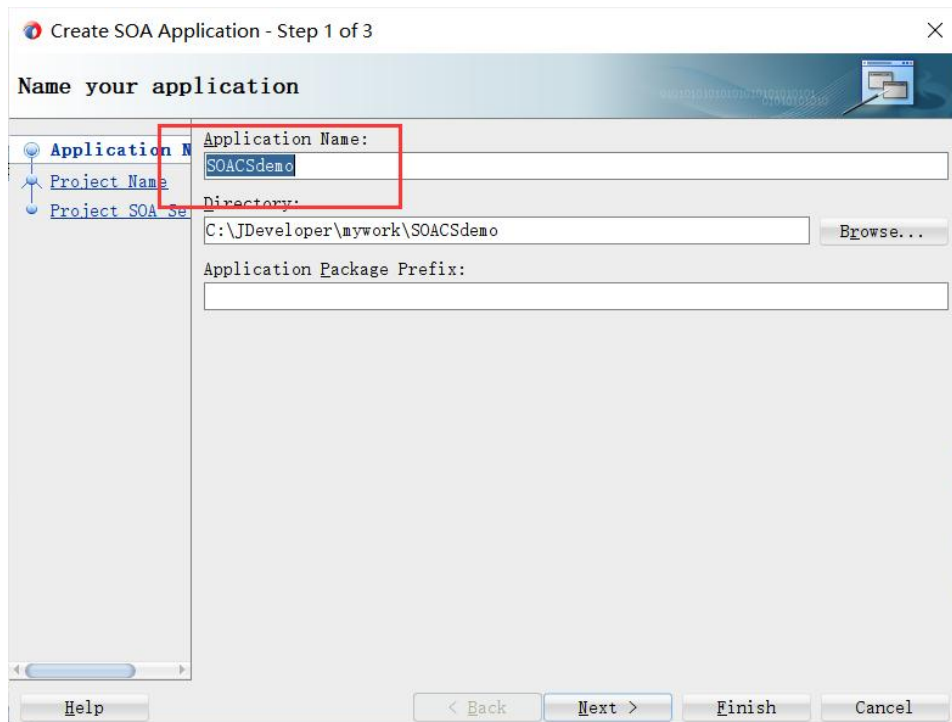 Create SOA Application - Step 1 of 3
Name your application
Application N
Project Name
Project SOA Se
Application Name:
SOACSdemo
Directory:
C:\JDeveloper\mywork\SOACSdemo
Browse...
Application Package Prefix:
Help
< Back
Next >
Finish
Cancel